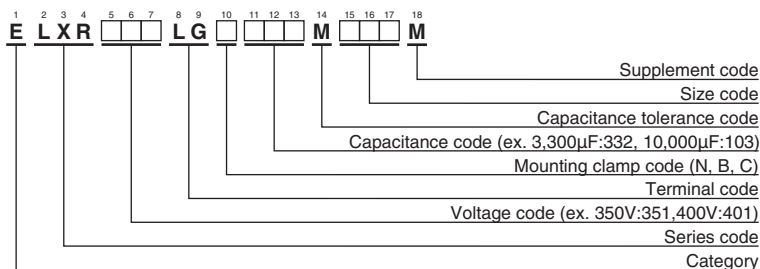 1 2 3 4 5 6 7 8 9 10 11 12 13 14 15 16 17 18
E L X R L G M M
Supplement code
Size code
Capacitance tolerance code
Capacitance code (ex. 3,300μF:332, 10,000μF:103)
Mounting clamp code (N, B, C)
Terminal code
Voltage code (ex. 350V:351,400V:401)
Series code
Category